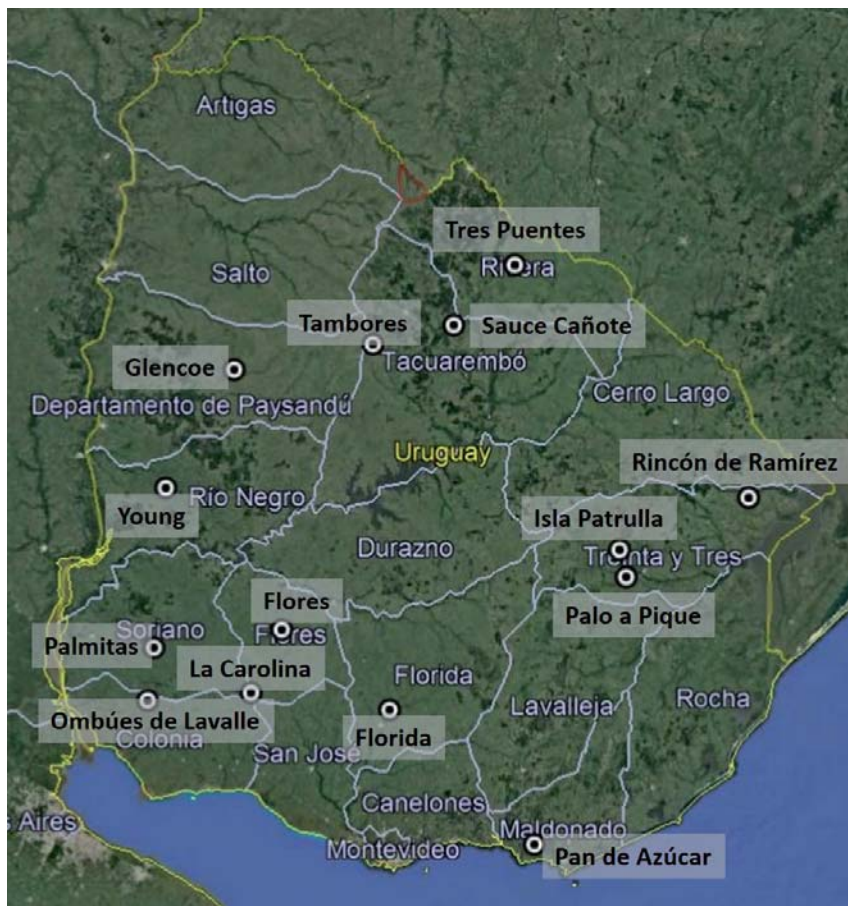 Artigas
Tres Puentes
Rivera
Salto
Tambores
Sauce Cañote
Tacuarembó
Glencoe
Departamento de Paysandú
Cerro Largo
Uruguay
Rincón de Ramírez
Río Negro
Young
Isla Patrulla
Durazno
Treinta y Tres
Flores
Palo a Pique
Soriano
Flores
Palmitas
La Carolina
Florida
Rocha
Lavalleja
Ombúes de Lavalle
Colonia
Florida
San José
Canelones
s Aires
Maldonado
Montevideo
Pan de Azúcar